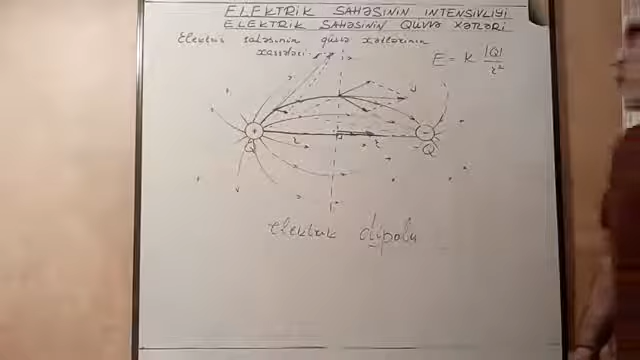 ELEKTRİK SAHƏSİNİN İNTENSİVLİYİ
ELEKTRİK SAHƏSİNİN QÜVVƏ XƏTLƏRİ
Elektrik sahəsinin qüvvə xətlərinin
xassələri
E = K |Q| / r²
+ −
Q r r Q
elektrik dipolu